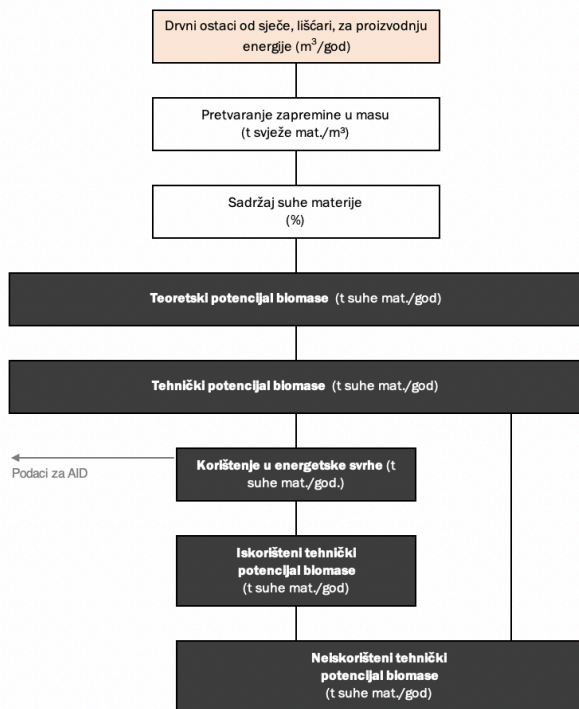 Drvni ostaci od sječe, lišćari, za proizvodnju
energije (m³/god)
Pretvaranje zapremine u masu
(t svježe mat./m³)
Sadržaj suhe materije
(%)
Teoretski potencijal biomase (t suhe mat./god)
Tehnički potencijal biomase (t suhe mat./god)
Korištenje u energetske svrhe (t
suhe mat./god.)
Podaci za AID
Iskorišteni tehnički
potencijal biomase
(t suhe mat./god)
Neiskorišteni tehnički
potencijal biomase
(t suhe mat./god)